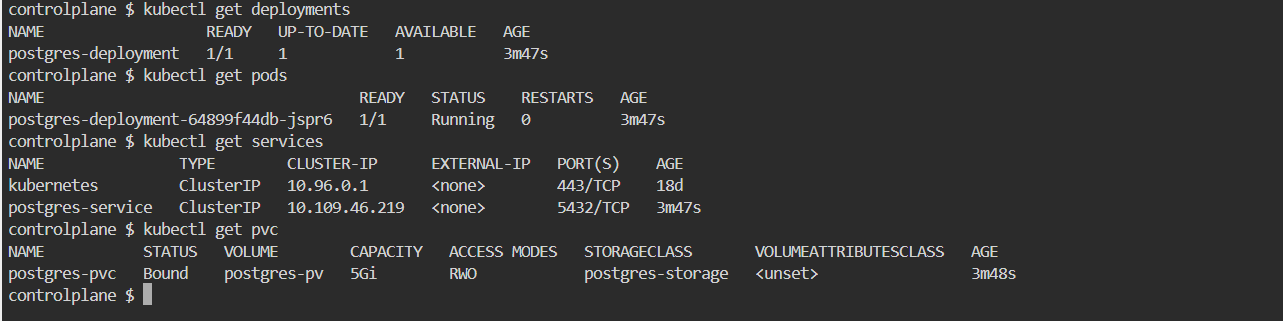 controlplane $ kubectl get deployments
NAME                  READY   UP-TO-DATE   AVAILABLE   AGE
postgres-deployment   1/1     1            1           3m47s
controlplane $ kubectl get pods
NAME                                   READY   STATUS    RESTARTS   AGE
postgres-deployment-64899f44db-jspr6   1/1     Running   0          3m47s
controlplane $ kubectl get services
NAME               TYPE        CLUSTER-IP      EXTERNAL-IP   PORT(S)    AGE
kubernetes         ClusterIP   10.96.0.1       <none>        443/TCP    18d
postgres-service   ClusterIP   10.109.46.219   <none>        5432/TCP   3m47s
controlplane $ kubectl get pvc
NAME           STATUS   VOLUME        CAPACITY   ACCESS MODES   STORAGECLASS       VOLUMEATTRIBUTESCLASS   AGE
postgres-pvc   Bound    postgres-pv   5Gi        RWO            postgres-storage   <unset>                 3m48s
controlplane $